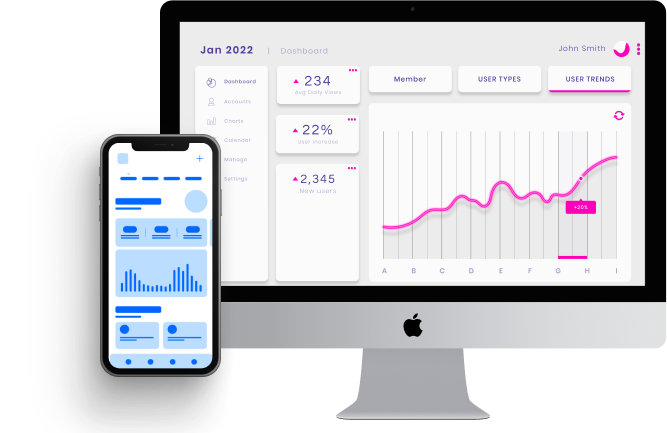 Jan 2022 | Dashboard
John Smith
Dashboard
Accounts
Charts
Calendar
Manage
Settings
234
Avg Daily Views
22%
User Increase
2,345
New users
Member
USER TYPES
USER TRENDS
+20%
A B C D E F G H I